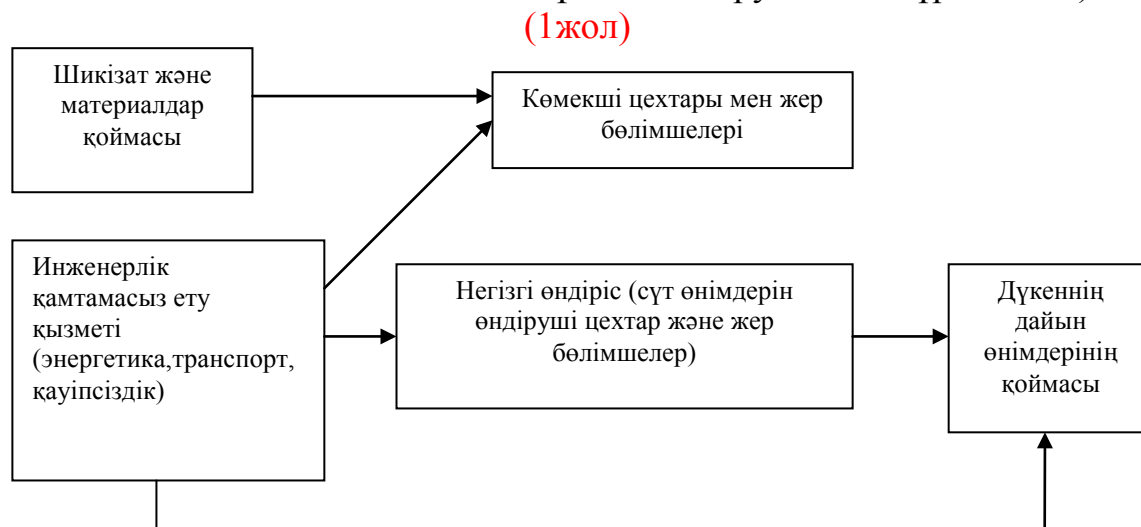 (1жол)
Шикізат және
материалдар
қоймасы
Көмекші цехтары мен жер
бөлімшелері
Инженерлік
қамтамасыз ету
қызметі
(энергетика,транспорт,
қауіпсіздік)
Негізгі өндіріс (сүт өнімдерін
өндіруші цехтар және жер
бөлімшелер)
Дүкеннің
дайын
өнімдерінің
қоймасы